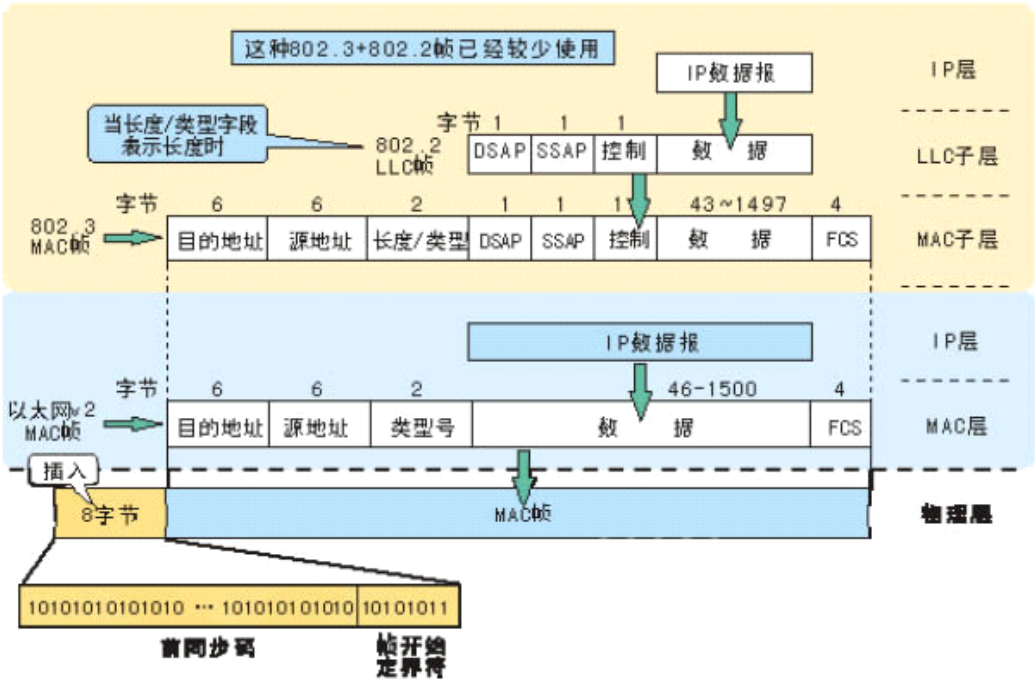 这种802.3+802.2帧已经较少使用
IP数据报
IP层
当长度/类型字段
表示长度时
字节 1 1 1
802.2
LLC帧
DSAP SSAP 控制 数 据
LLC子层
字节 6 6 2 1 1 1 43~1497 4
802.3
MAC帧
目的地址 源地址 长度/类型 DSAP SSAP 控制 数 据 FCS
MAC子层
IP数据报
IP层
字节 6 6 2 46-1500 4
以太网v2
MAC帧
目的地址 源地址 类型号 数 据 FCS
MAC层
插入
8字节
MAC帧
物理层
10101010101010 … 101010101010 10101011
前同步码
帧开始
定界符